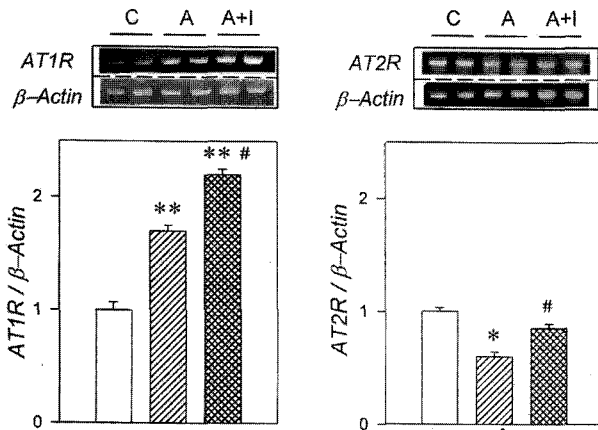 C A A+I
AT1R
β–Actin
AT1R / β–Actin
2
1
0
** 
** #
C A A+I
AT2R
β–Actin
AT2R / β–Actin
2
1
0
*
#